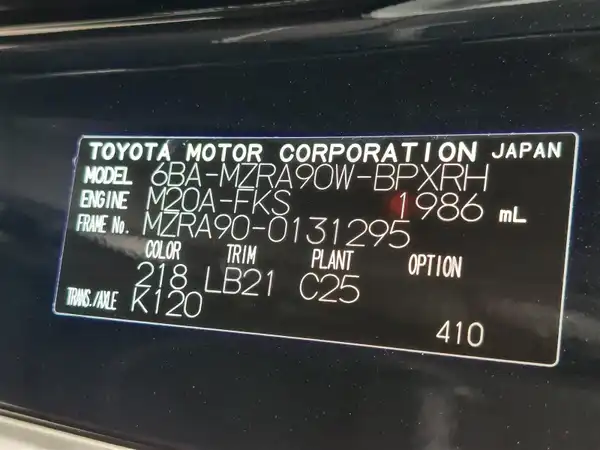 TOYOTA MOTOR CORPORATION JAPAN
MODEL 6BA-MZRA90W-BPXRH
ENGINE M20A-FKS 1986 mL
FRAME No. MZRA90-0131295
COLOR TRIM PLANT OPTION
218 LB21 C25
TRANS./AXLE K120
410